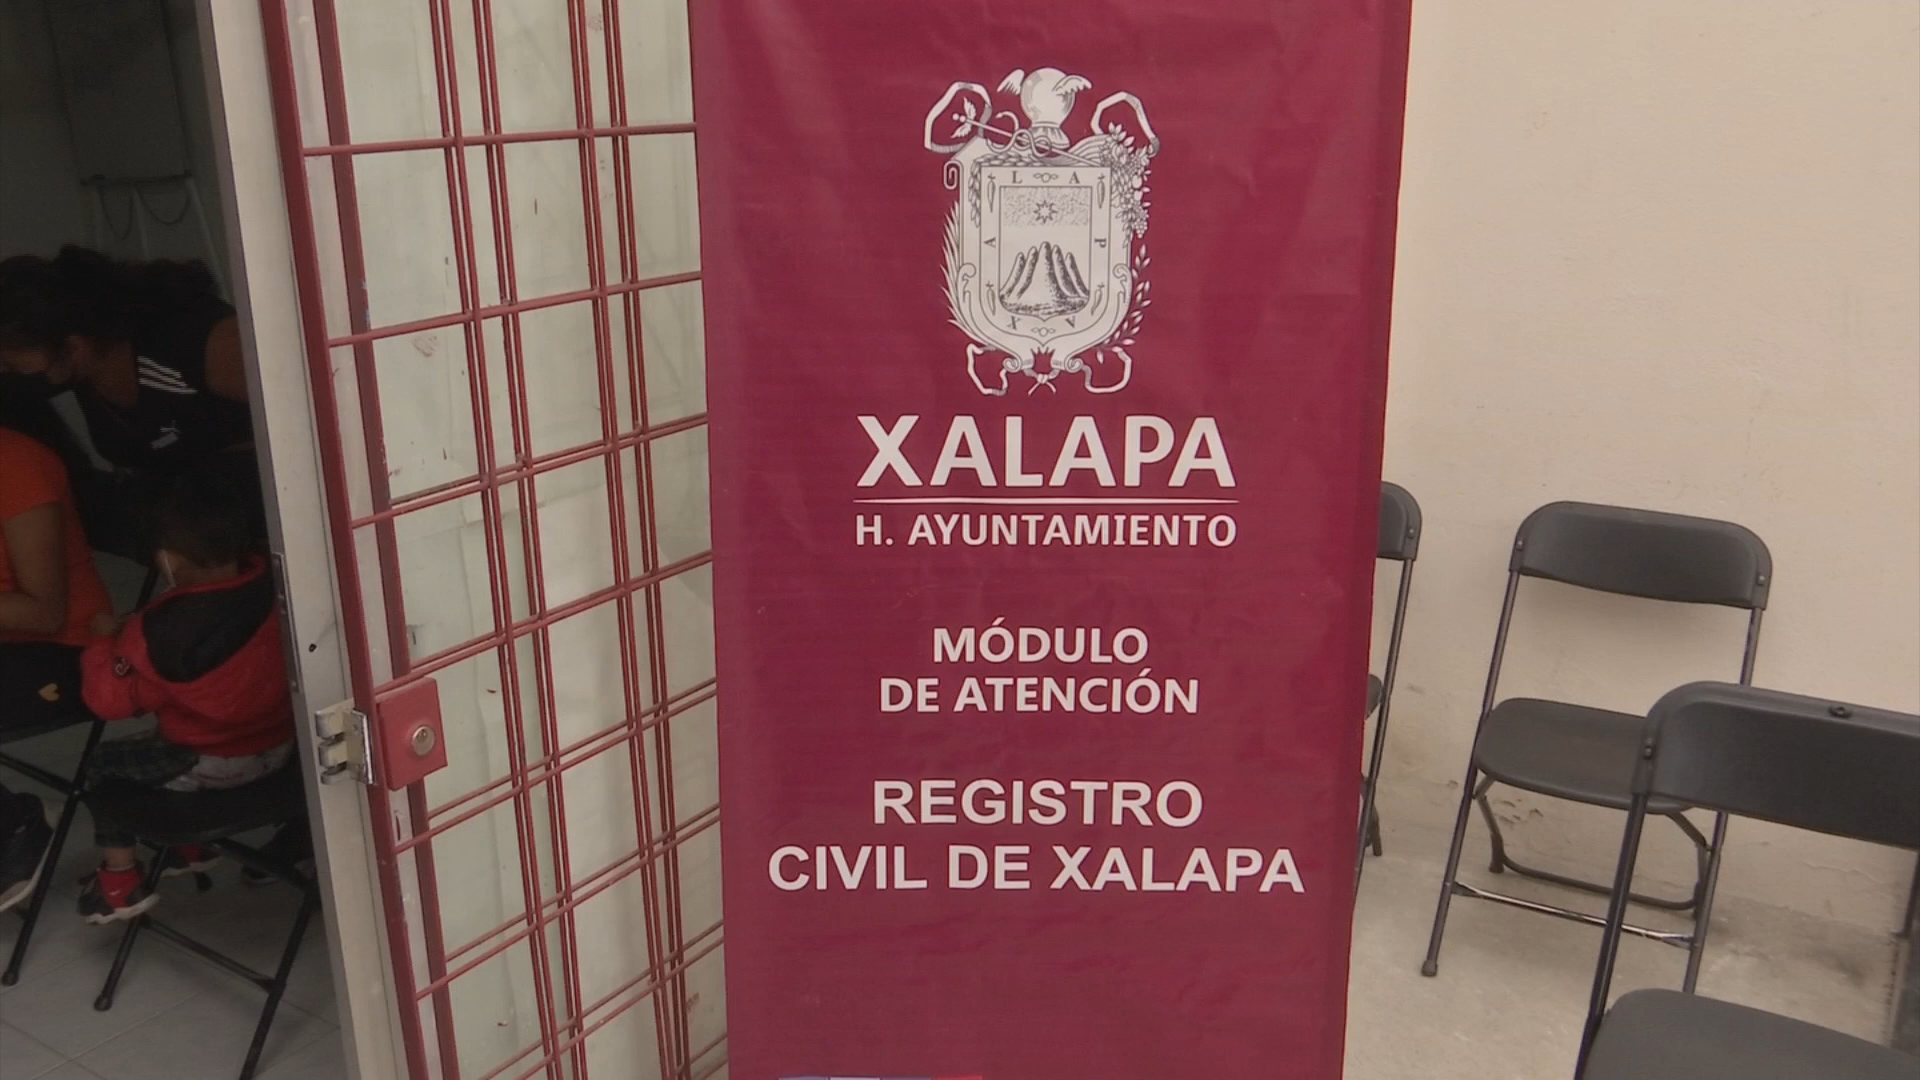 L A
A P
X A
XALAPA
H. AYUNTAMIENTO
MÓDULO
DE ATENCIÓN
REGISTRO
CIVIL DE XALAPA